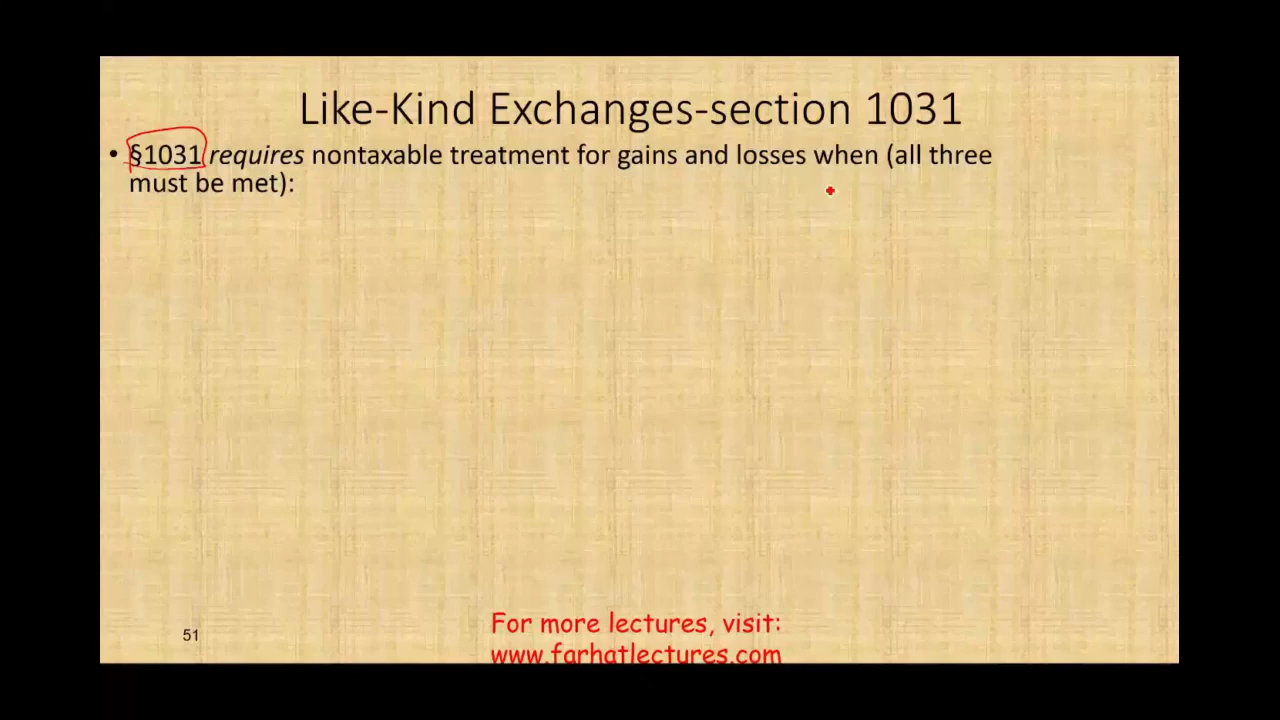 Like-Kind Exchanges-section 1031
• §1031 requires nontaxable treatment for gains and losses when (all three
must be met):
51
For more lectures, visit:
www.farhatlectures.com